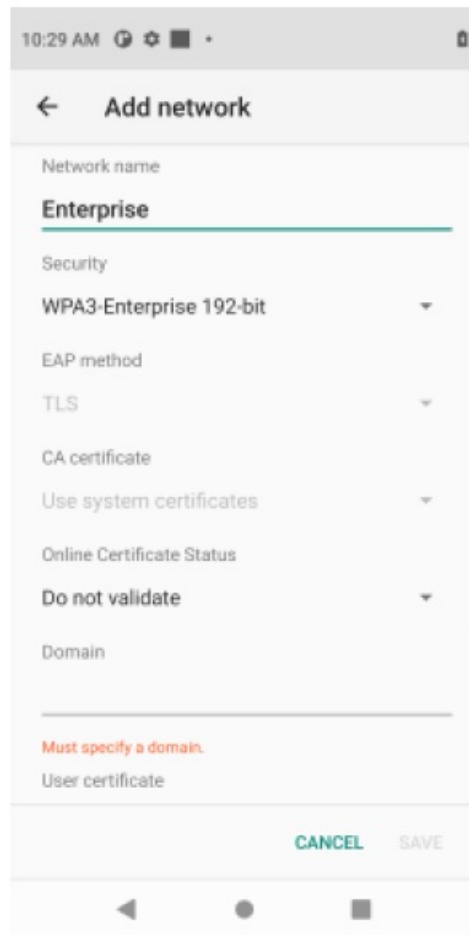 10:29 AM
Add network
Network name
Enterprise
Security
WPA3-Enterprise 192-bit
EAP method
TLS
CA certificate
Use system certificates
Online Certificate Status
Do not validate
Domain
Must specify a domain.
User certificate
CANCEL SAVE